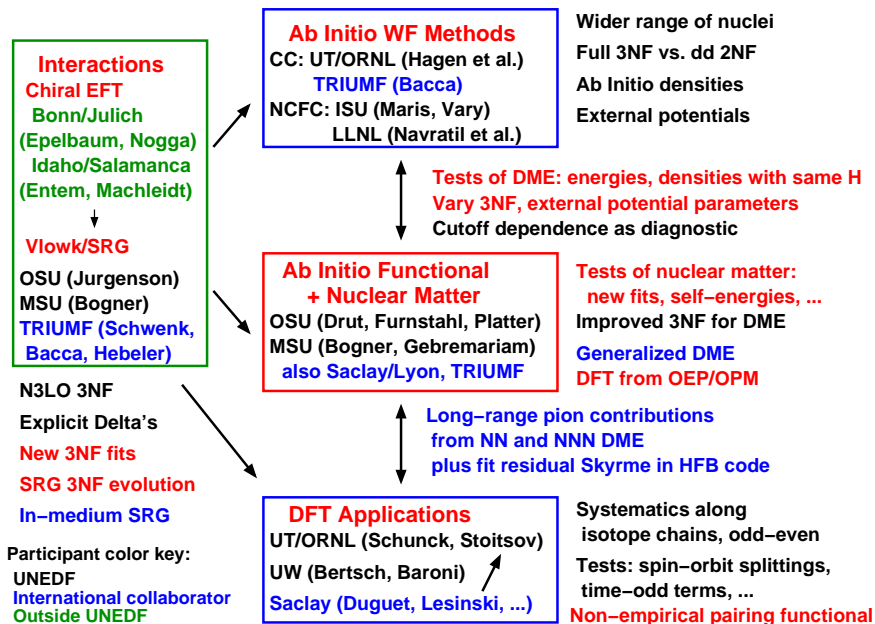 Interactions
Chiral EFT
Bonn/Julich
(Epelbaum, Nogga)
Idaho/Salamanca
(Entem, Machleidt)
Vlowk/SRG
OSU (Jurgenson)
MSU (Bogner)
TRIUMF (Schwenk,
Bacca, Hebeler)
N3LO 3NF
Explicit Delta's
New 3NF fits
SRG 3NF evolution
In−medium SRG
Participant color key:
UNEDF
International collaborator
Outside UNEDF
Ab Initio WF Methods
CC: UT/ORNL (Hagen et al.)
TRIUMF (Bacca)
NCFC: ISU (Maris, Vary)
LLNL (Navratil et al.)
Wider range of nuclei
Full 3NF vs. dd 2NF
Ab Initio densities
External potentials
Tests of DME: energies, densities with same H
Vary 3NF, external potential parameters
Cutoff dependence as diagnostic
Ab Initio Functional
+ Nuclear Matter
OSU (Drut, Furnstahl, Platter)
MSU (Bogner, Gebremariam)
also Saclay/Lyon, TRIUMF
Tests of nuclear matter:
new fits, self−energies, ...
Improved 3NF for DME
Generalized DME
DFT from OEP/OPM
Long−range pion contributions
from NN and NNN DME
plus fit residual Skyrme in HFB code
DFT Applications
UT/ORNL (Schunck, Stoitsov)
UW (Bertsch, Baroni)
Saclay (Duguet, Lesinski, ...)
Systematics along
isotope chains, odd−even
Tests: spin−orbit splittings,
time−odd terms, ...
Non−empirical pairing functional